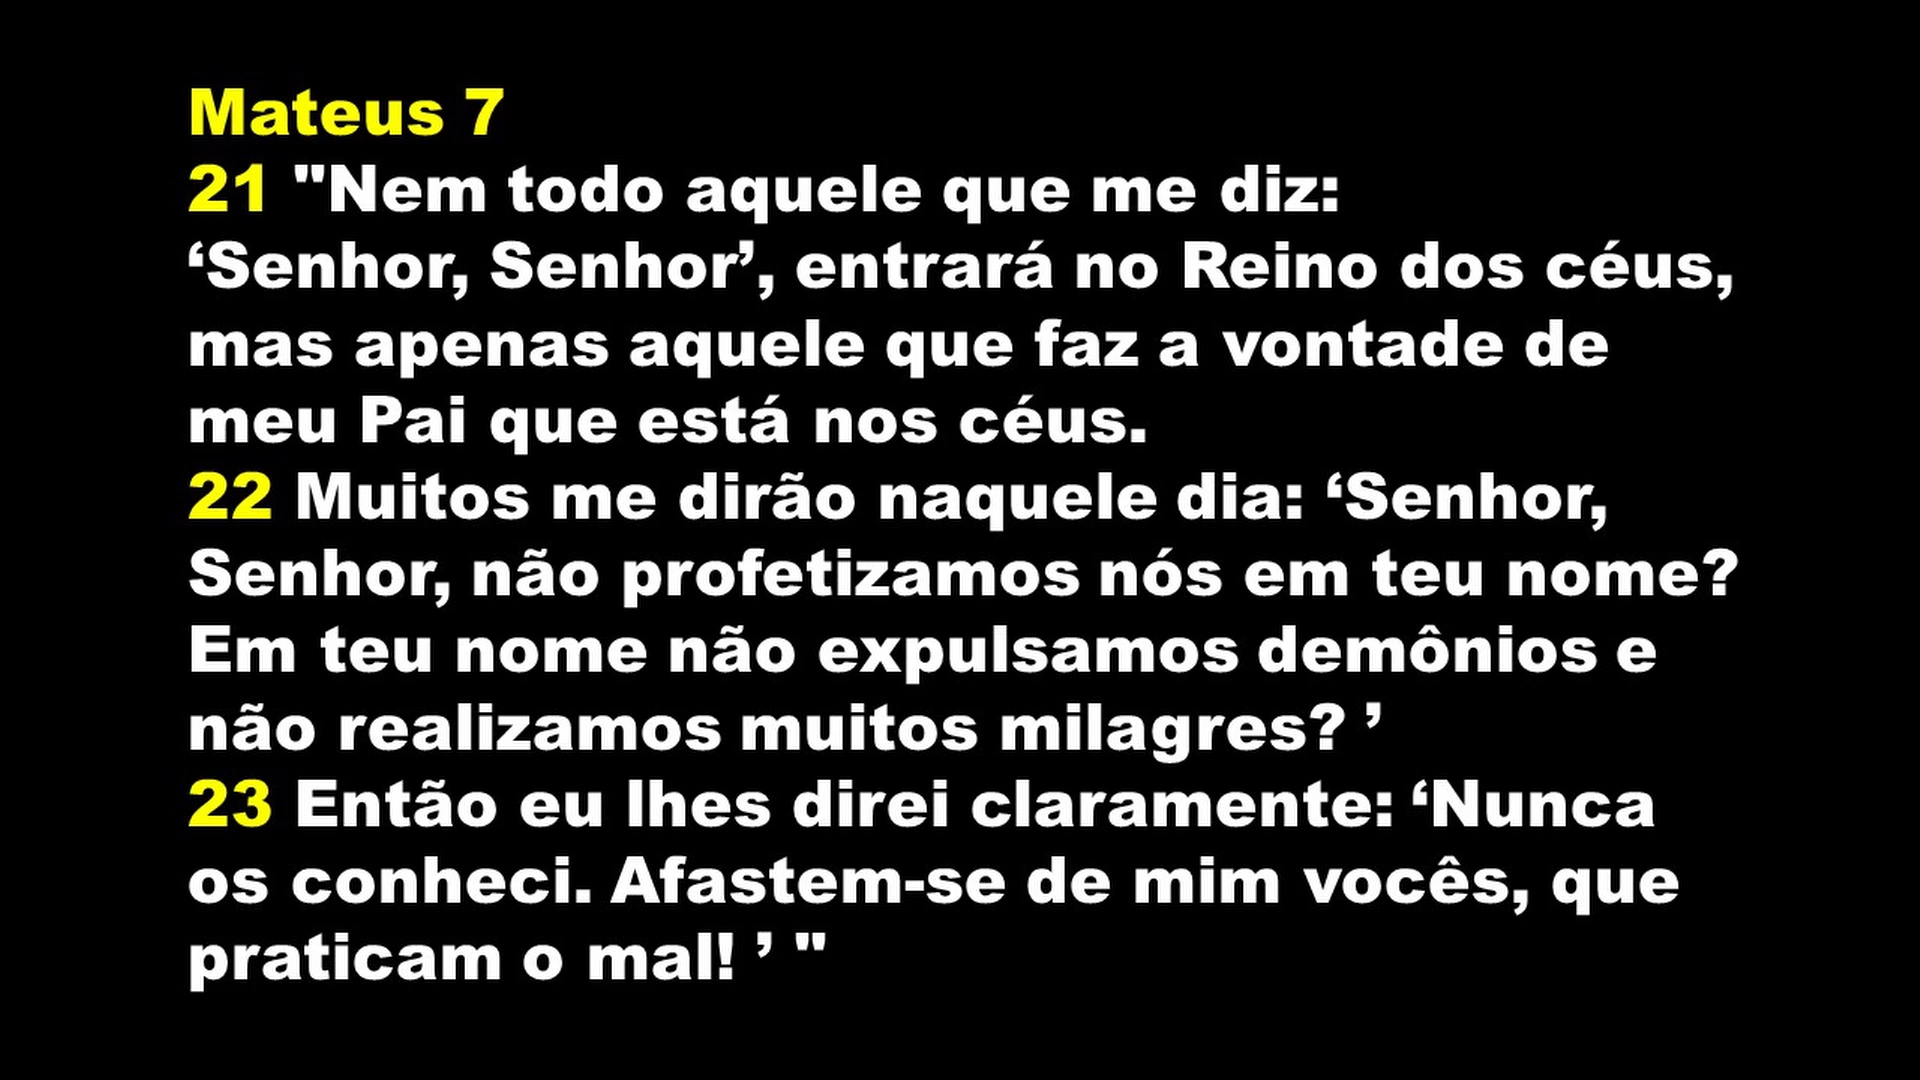 Mateus 7
21 "Nem todo aquele que me diz:
‘Senhor, Senhor’, entrará no Reino dos céus,
mas apenas aquele que faz a vontade de
meu Pai que está nos céus.
22 Muitos me dirão naquele dia: ‘Senhor,
Senhor, não profetizamos nós em teu nome?
Em teu nome não expulsamos demônios e
não realizamos muitos milagres? ’
23 Então eu lhes direi claramente: ‘Nunca
os conheci. Afastem-se de mim vocês, que
praticam o mal! ’ "